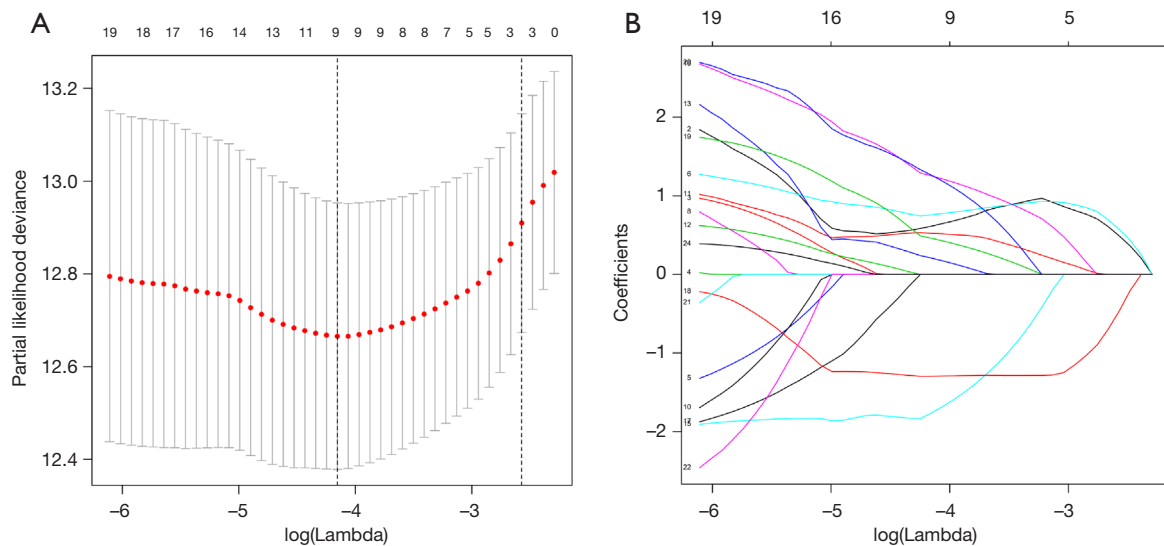 A
19 18 17 16 14 13 11 9 9 9 8 8 7 5 5 3 3 0
13.2
13.0
12.8
12.6
12.4
Partial likelihood deviance
−6 −5 −4 −3
log(Lambda)
B
19 16 9 5
2
1
0
−1
−2
Coefficients
13
2
19
6
11
3
8
12
24
4
18
21
5
10
22
−6 −5 −4 −3
log(Lambda)